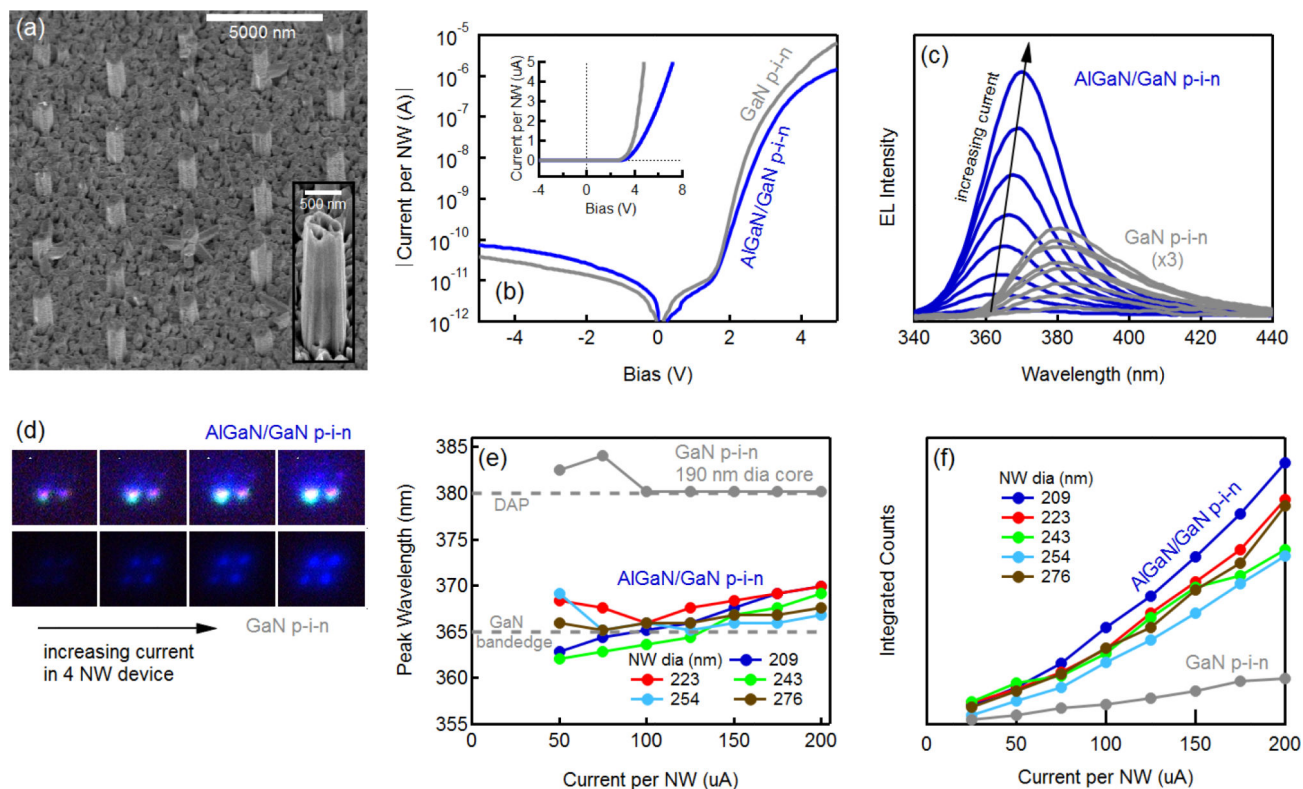 (a)
5000 nm
500 nm
(b)
|Current per NW (A)|
10^-5
10^-6
10^-7
10^-8
10^-9
10^-10
10^-11
10^-12
-4
-2
0
2
4
Bias (V)
GaN p-i-n
AlGaN/GaN p-i-n
Current per NW (uA)
5
4
3
2
1
0
-4
0
4
8
Bias (V)
(c)
EL Intensity
increasing current
AlGaN/GaN p-i-n
GaN p-i-n
(x3)
340
360
380
400
420
440
Wavelength (nm)
(d)
AlGaN/GaN p-i-n
increasing current
in 4 NW device
GaN p-i-n
(e)
Peak Wavelength (nm)
385
380
375
370
365
360
355
GaN p-i-n
190 nm dia core
DAP
AlGaN/GaN p-i-n
GaN
bandedge
NW dia (nm)
209
223
243
254
276
0
50
100
150
200
Current per NW (uA)
(f)
Integrated Counts
NW dia (nm)
209
223
243
254
276
AlGaN/GaN p-i-n
GaN p-i-n
0
50
100
150
200
Current per NW (uA)